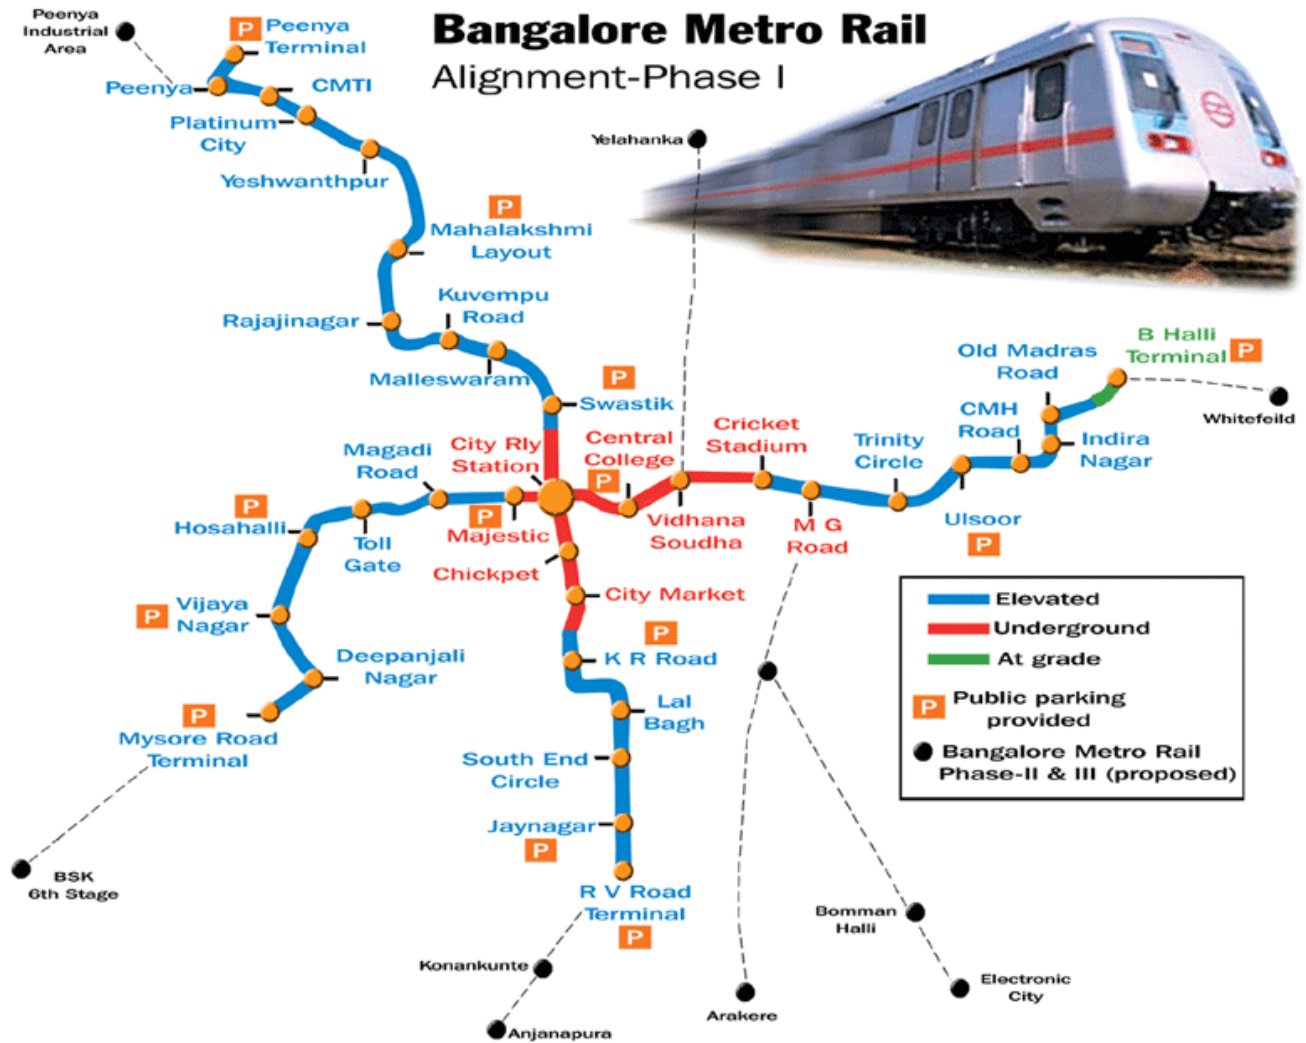 Bangalore Metro Rail
Alignment-Phase I
Peenya
Industrial
Area
P
Peenya
Terminal
Peenya
CMTI
Platinum
City
Yeshwanthpur
Yelahanka
P
Mahalakshmi
Layout
Kuvempu
Road
Rajajinagar
Malleswaram
P
Swastik
B Halli
Terminal
P
Old Madras
Road
Whitefeild
CMH
Road
Indira
Nagar
Cricket
Stadium
Trinity
Circle
Central
College
P
City Rly
Station
Magadi
Road
P
Hosahalli
Toll
Gate
P
Majestic
Vidhana
Soudha
M G
Road
Ulsoor
P
Chickpet
City Market
P
Vijaya
Nagar
P
K R Road
Deepanjali
Nagar
Lal
Bagh
P
Mysore Road
Terminal
South End
Circle
Jaynagar
P
R V Road
Terminal
P
BSK
6th Stage
Konankunte
Anjanapura
Arakere
Bomman
Halli
Electronic
City
Elevated
Underground
At grade
P
Public parking
provided
Bangalore Metro Rail
Phase-II & III (proposed)